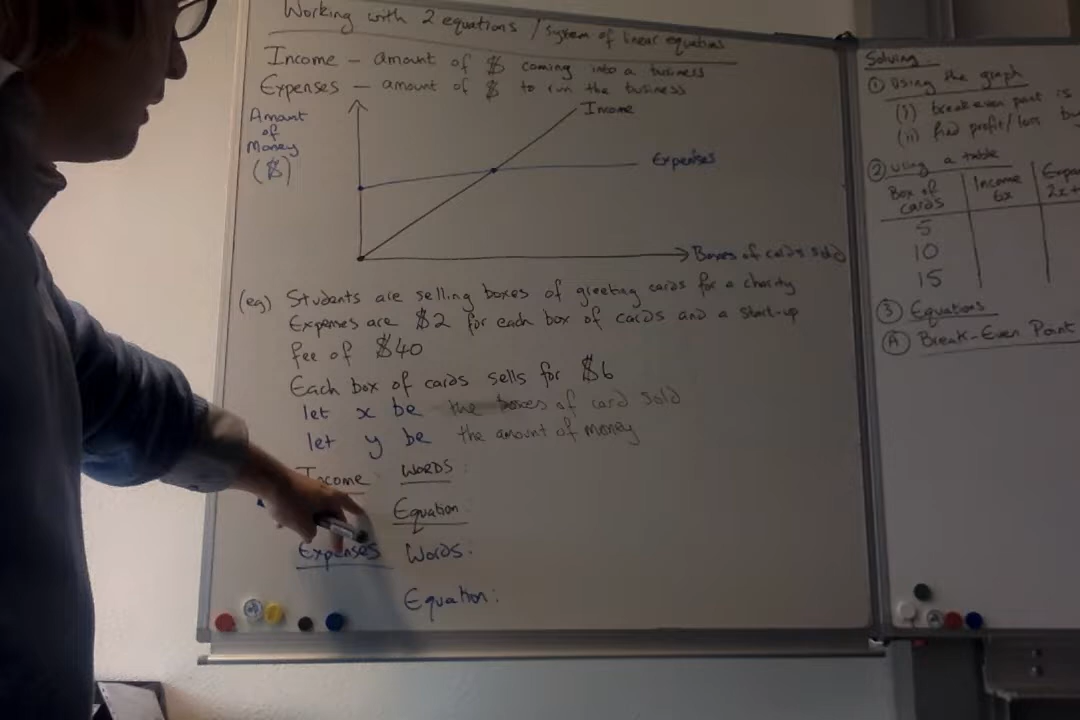 Working with 2 equations / system of linear equations
Income – amount of $ coming into a business
Expenses – amount of $ to run the business
Amount
of
Money
($)
Income
Expenses
Boxes of cards sold
(eg) Students are selling boxes of greeting cards for a charity
Expenses are $2 for each box of cards and a start-up
fee of $40
Each box of cards sells for $6
let x be the boxes of card sold
let y be the amount of money
Income: Words:
Equation
Expenses Words:
Equation:
Solving
① Using the graph
(i) breakeven point is
(ii) find profit/loss by
② Using a table
Box of
cards
Income
6x
2x+
5
10
15
③ Equations
Ⓐ Break-Even Point